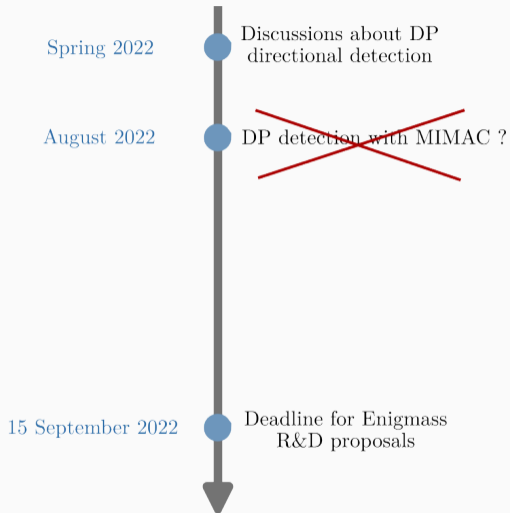 Spring 2022
Discussions about DP
directional detection
August 2022
DP detection with MIMAC ?
15 September 2022
Deadline for Enigmass
R&D proposals